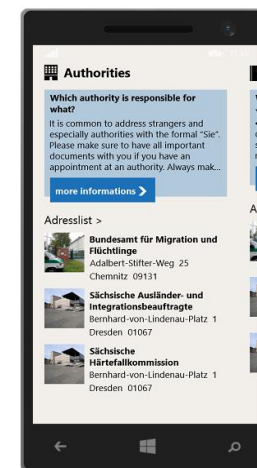 Authorities
Which authority is responsible for
what?
It is common to address strangers and
especially authorities with the formal "Sie".
Please make sure to have all important
documents with you if you have an
appointment at an authority. Always mak...
more informations
Adresslist >
Bundesamt für Migration und
Flüchtlinge
Adalbert-Stifter-Weg 25
Chemnitz 09131
Sächsische Ausländer- und
Integrationsbeauftragte
Bernhard-von-Lindenau-Platz 1
Dresden 01067
Sächsische
Härtefallkommission
Bernhard-von-Lindenau-Platz 1
Dresden 01067